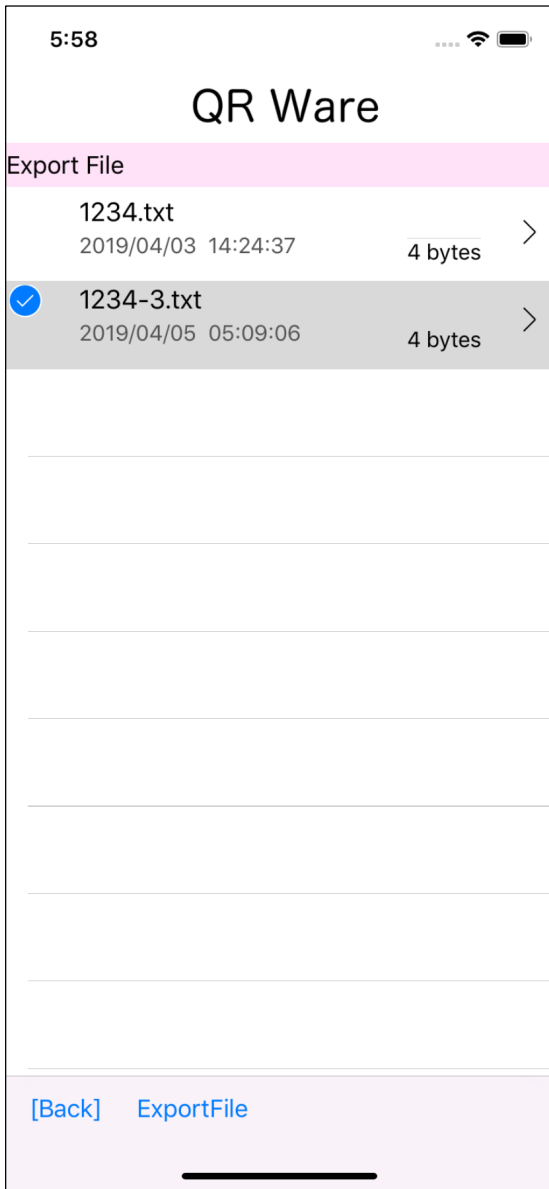 5:58
QR Ware
Export File
1234.txt
2019/04/03 14:24:37
4 bytes
1234-3.txt
2019/04/05 05:09:06
4 bytes
[Back] ExportFile